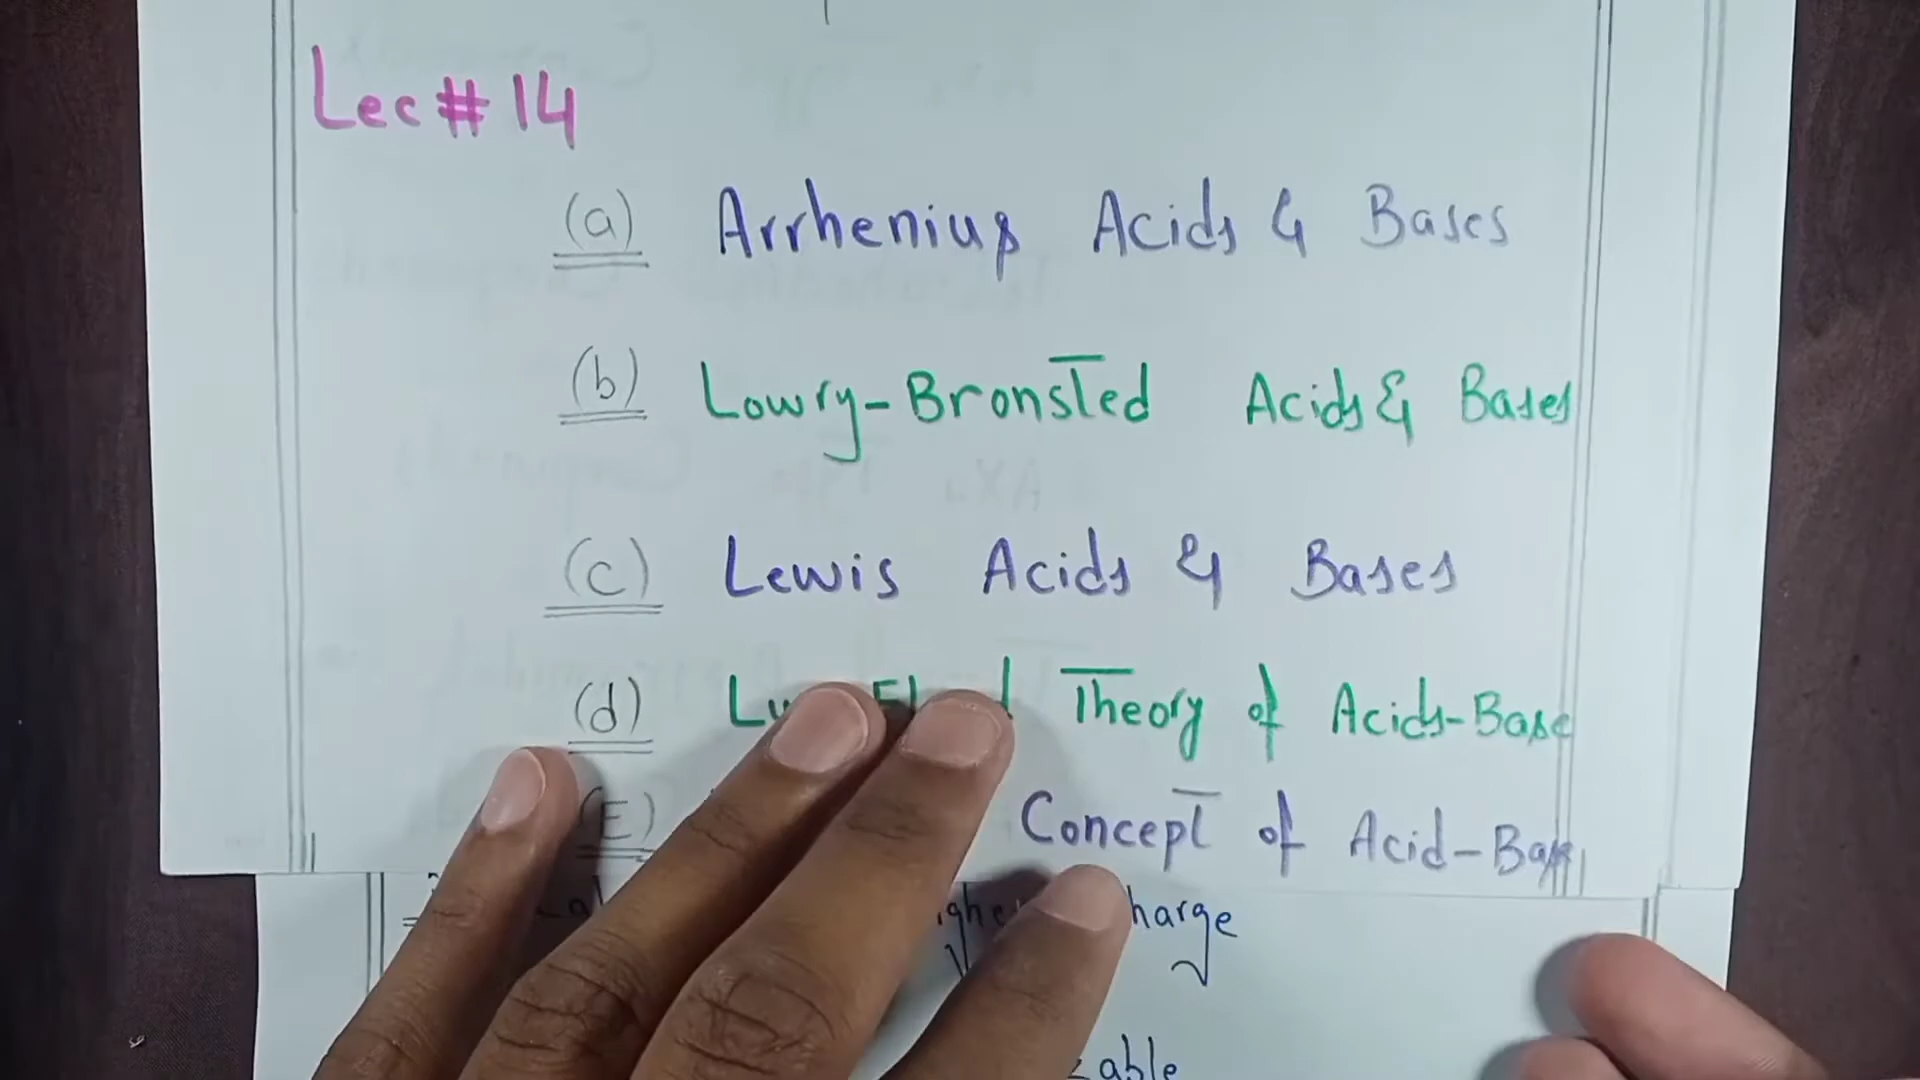 Lec # 14
(a) Arrhenius Acids & Bases
(b) Lowry-Bronsted Acids & Bases
(c) Lewis Acids & Bases
(d) Theory of Acids-Base
(E) Concept of Acid-Base